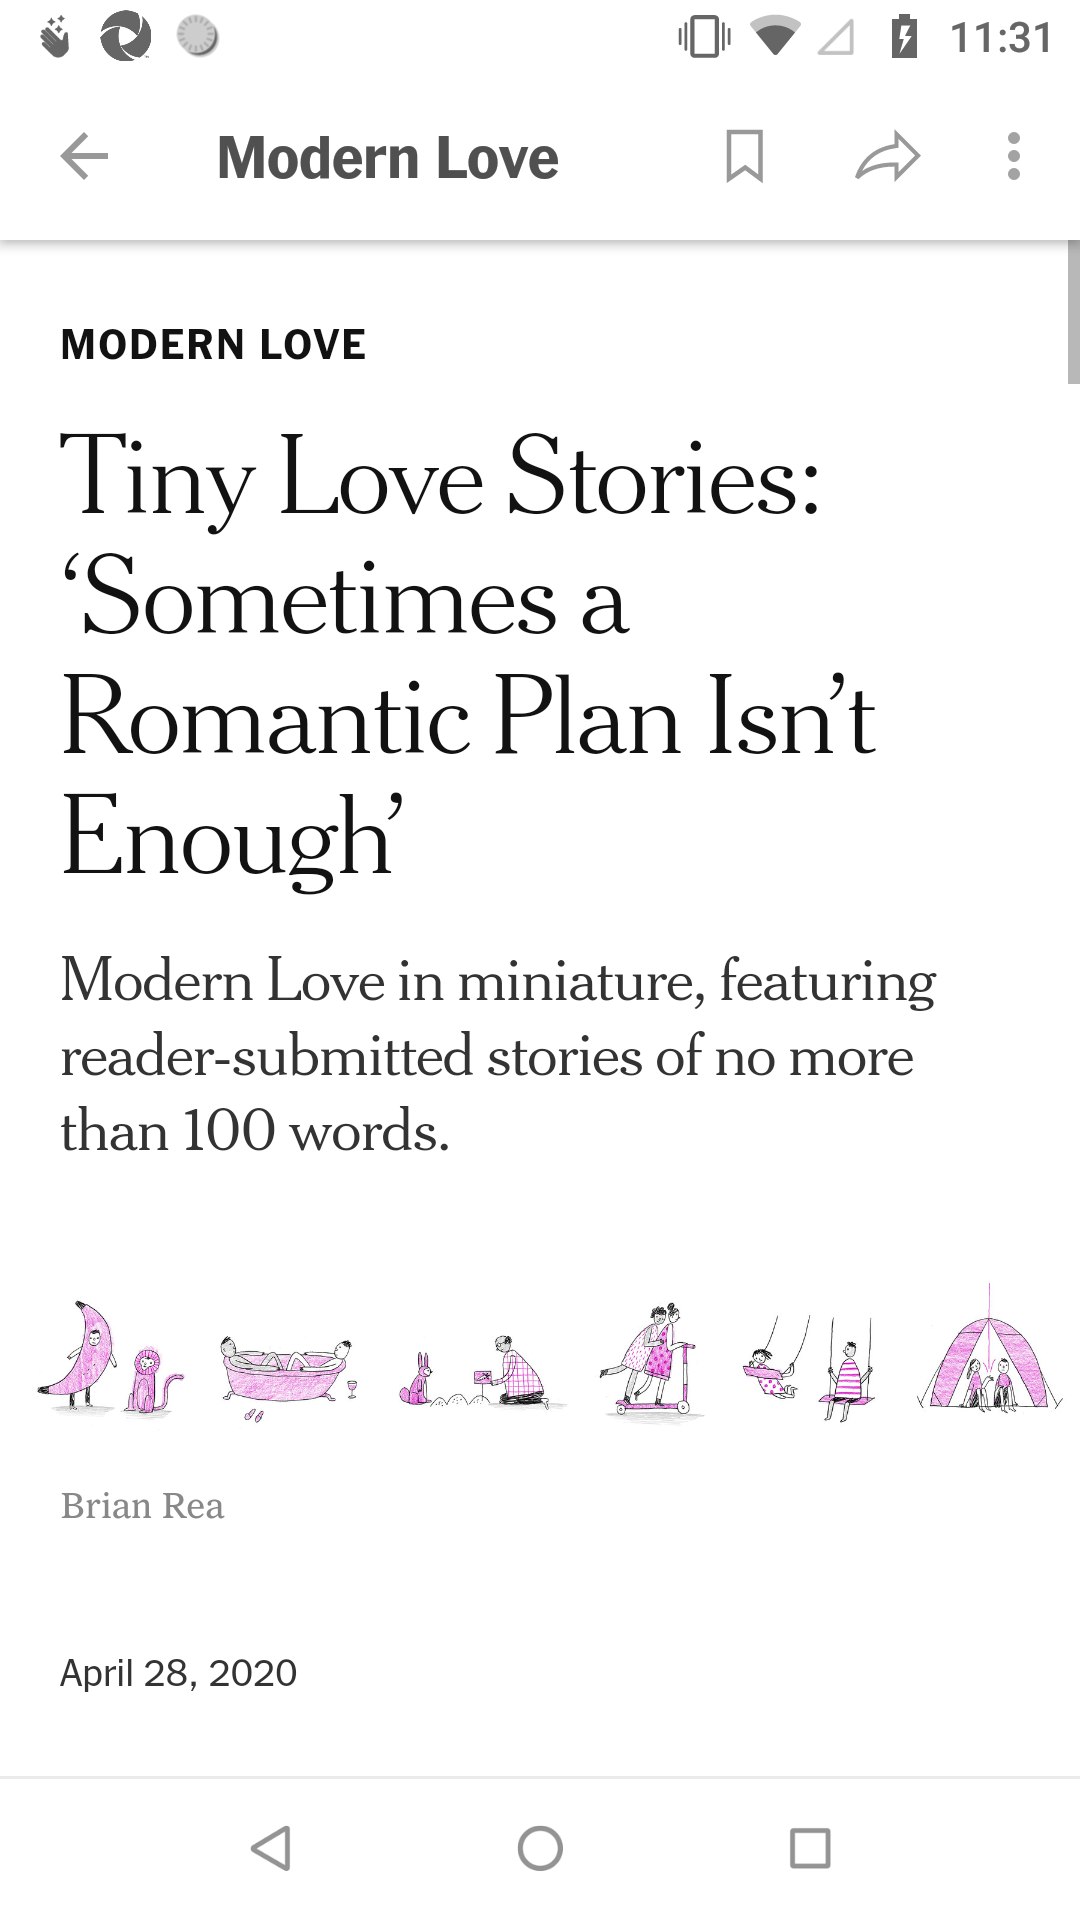 11:31
Modern Love
MODERN LOVE
Tiny Love Stories:
‘Sometimes a
Romantic Plan Isn’t
Enough’
Modern Love in miniature, featuring
reader-submitted stories of no more
than 100 words.
Brian Rea
April 28, 2020